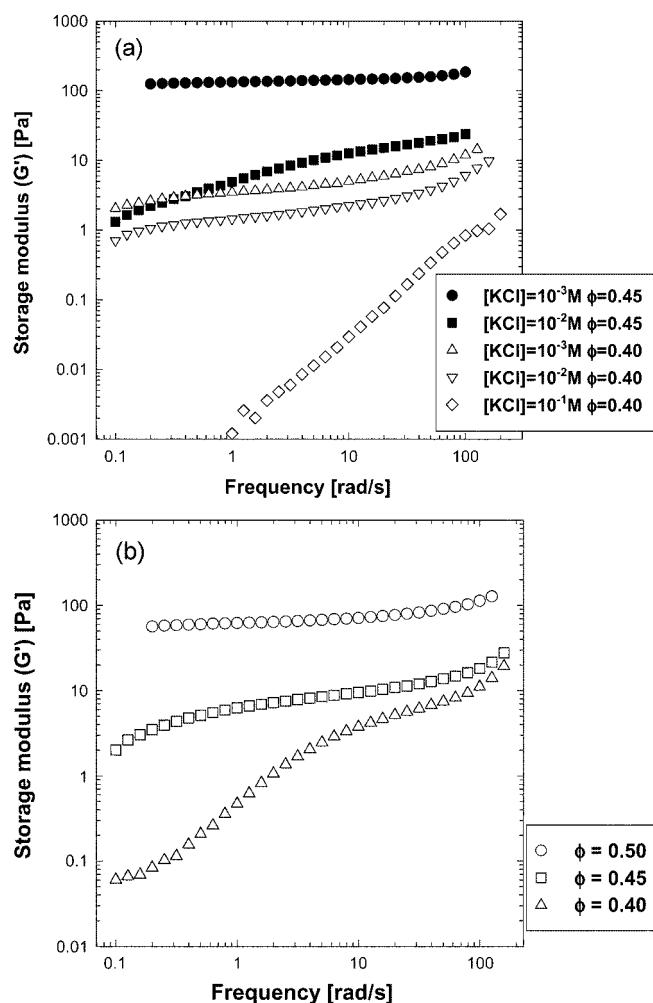 (a)
Storage modulus (G') [Pa]
1000
100
10
1
0.1
0.01
0.001
0.1 1 10 100
Frequency [rad/s]
[KCl]=10⁻³M ϕ=0.45
[KCl]=10⁻²M ϕ=0.45
[KCl]=10⁻³M ϕ=0.40
[KCl]=10⁻²M ϕ=0.40
[KCl]=10⁻¹M ϕ=0.40
(b)
Storage modulus (G') [Pa]
1000
100
10
1
0.1
0.01
0.1 1 10 100
Frequency [rad/s]
ϕ = 0.50
ϕ = 0.45
ϕ = 0.40